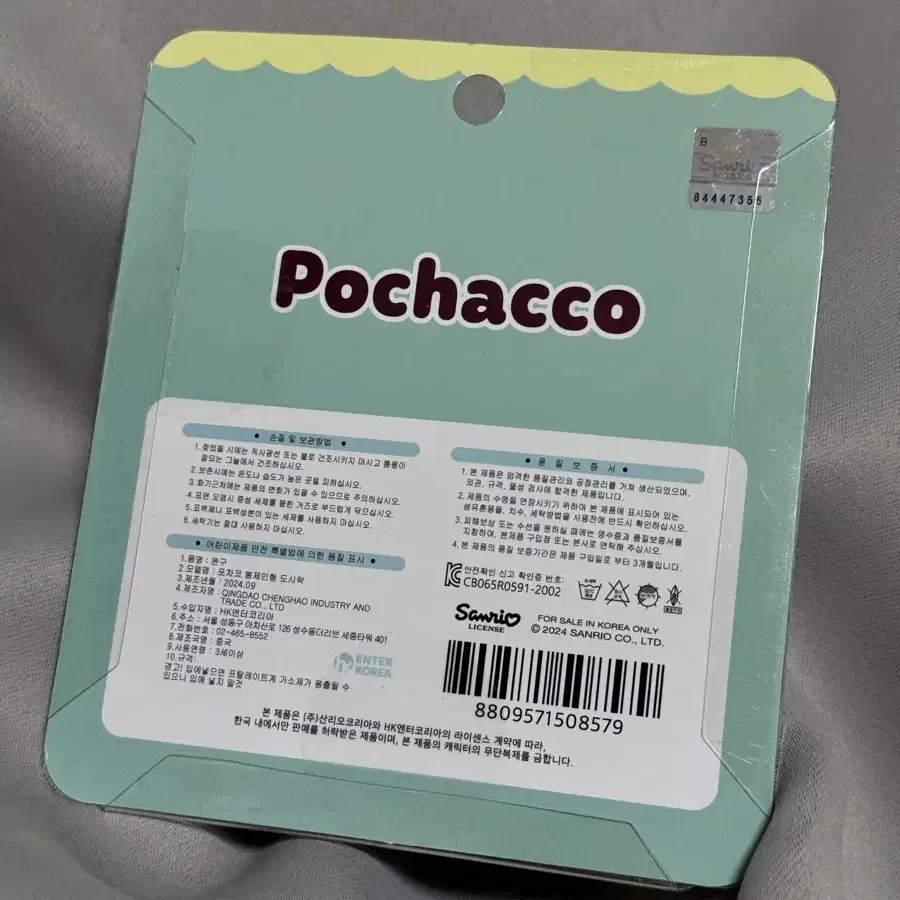 B
Sanrio
KOREA
84447355
Pochacco
• 손질 및 보관방법 •
1. 젖었을 시에는 직사광선 또는 불로 건조시키지 마시고 통풍이
잘되는 그늘에서 건조하십시오.
2. 보존시에는 온도나 습도가 높은 곳을 피하십시오.
3. 화기근처에는 제품의 변화가 있을 수 있으므로 주의하십시오.
4. 표면 오염시 중성 세제를 묻힌 거즈로 부드럽게 닦으십시오.
5. 표백제나 표백성분이 있는 세제를 사용하지 마십시오.
6. 세탁기는 절대 사용하지 마십시오.
• 어린이제품 안전 특별법에 의한 품질 표시 •
1. 품명 : 완구
2. 모델명 : 포차코 봉제인형 도시락
3. 제조년월 : 2024.09
4. 제조자명 : QINGDAO CHENGHAO INDUSTRY AND
TRADE CO., LTD
5. 수입자명 : HK엔터코리아
6. 주소 : 서울 성동구 아차산로 126 성수동더리브 세종타워 401
7. 전화번호 : 02-465-8552
8. 제조국명 : 중국
9. 사용연령 : 3세이상
10. 규격:
경고! 입에넣으면 프탈레이트계 가소제가 용출될 수
있으니 입에 넣지 말것
ENTER
KOREA
• 품 질 보 증 서 •
1. 본 제품은 엄격한 품질관리와 공정관리를 거쳐 생산되었으며,
외관, 규격, 물성 검사에 합격한 제품입니다.
2. 제품의 수명을 연장시키기 위하여 본 제품에 표시되어 있는
섬유혼용율, 치수, 세탁방법을 사용전에 반드시 확인하십시오.
3. 피해보상 또는 수선을 원하실 때에는 영수증과 품질보증서를
지참하여, 본제품 구입점 또는 본사로 연락해 주십시오.
4. 본 제품의 품질 보증기간은 제품 구입일로 부터 3개월입니다.
안전확인 신고 확인증 번호:
CB065R0591-2002
Sanrio
LICENSE
FOR SALE IN KOREA ONLY
© 2024 SANRIO CO., LTD.
8809571508579
본 제품은 (주)산리오코리아와 HK엔터코리아의 라이센스 계약에 따라,
한국 내에서만 판매를 허락받은 제품이며, 본 제품의 캐릭터의 무단복제를 금합니다.